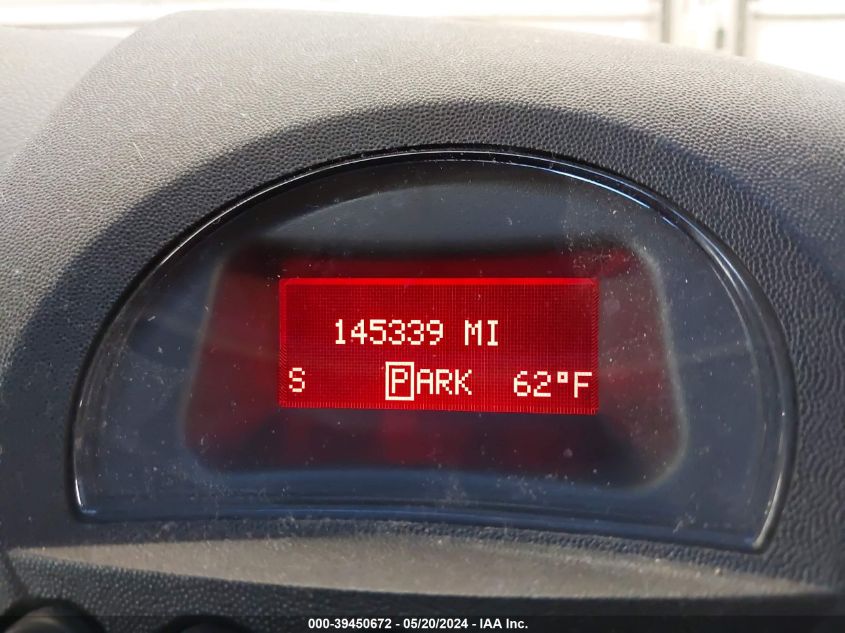 145339 MI
S PARK 62°F
000-39450672 - 05/20/2024 - IAA Inc.